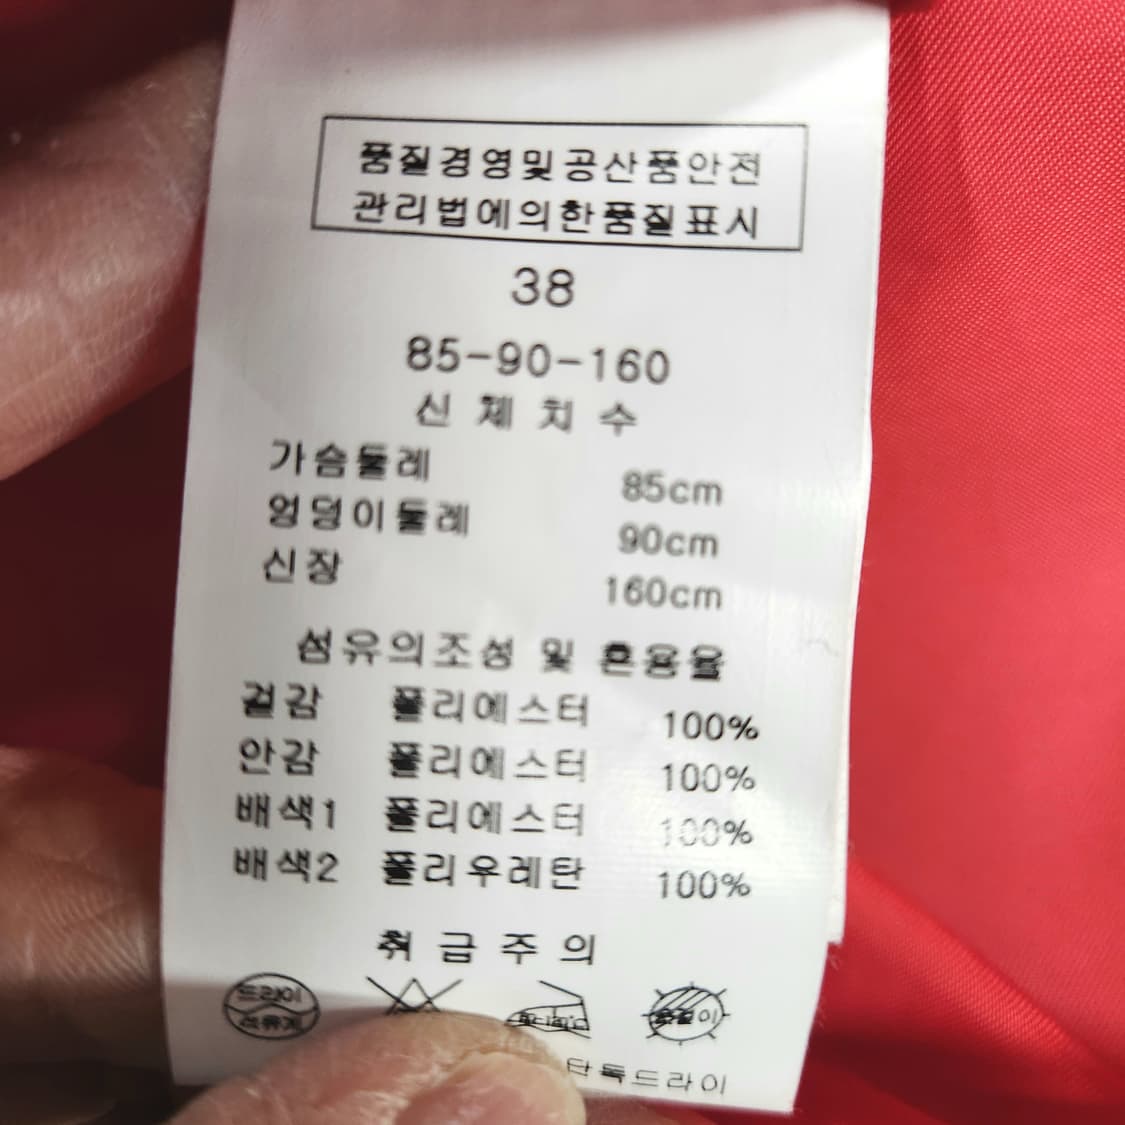 품질경영및공산품안전
관리법에의한품질표시
38
85-90-160
신체치수
가슴둘레 85cm
엉덩이둘레 90cm
신장 160cm
섬유의조성 및 혼용율
겉감 폴리에스터 100%
안감 폴리에스터 100%
배색1 폴리에스터 100%
배색2 폴리우레탄 100%
취급주의
드라이
석유계
단독드라이